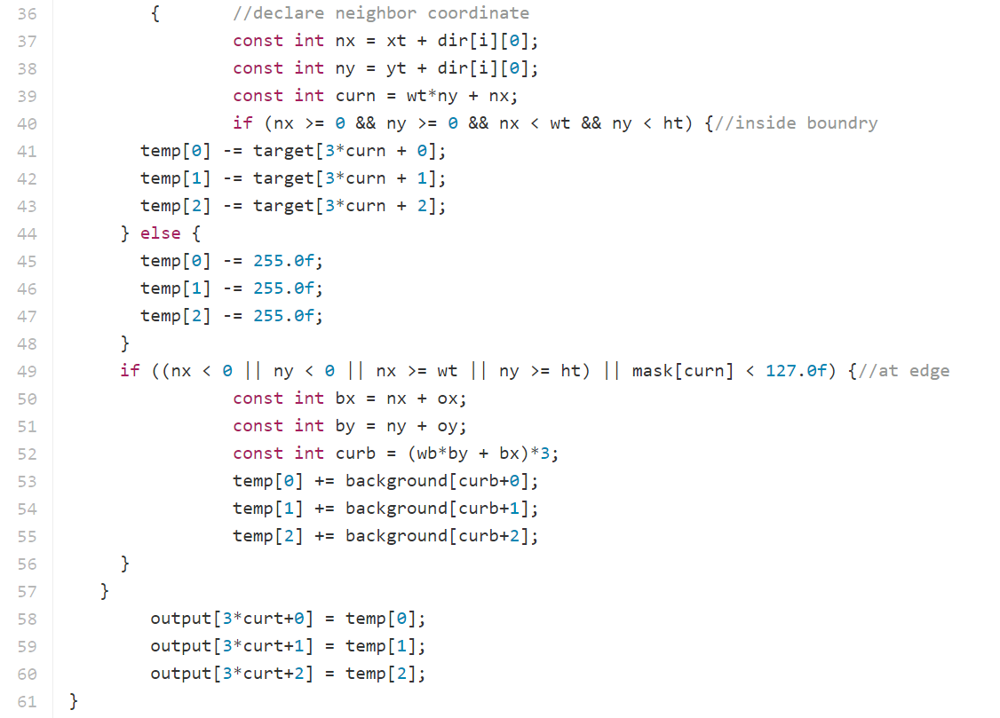 36 { //declare neighbor coordinate
37 const int nx = xt + dir[i][0];
38 const int ny = yt + dir[i][0];
39 const int curn = wt*ny + nx;
40 if (nx >= 0 && ny >= 0 && nx < wt && ny < ht) {//inside boundry
41 temp[0] -= target[3*curn + 0];
42 temp[1] -= target[3*curn + 1];
43 temp[2] -= target[3*curn + 2];
44 } else {
45 temp[0] -= 255.0f;
46 temp[1] -= 255.0f;
47 temp[2] -= 255.0f;
48 }
49 if ((nx < 0 || ny < 0 || nx >= wt || ny >= ht) || mask[curn] < 127.0f) {//at edge
50 const int bx = nx + ox;
51 const int by = ny + oy;
52 const int curb = (wb*by + bx)*3;
53 temp[0] += background[curb+0];
54 temp[1] += background[curb+1];
55 temp[2] += background[curb+2];
56 }
57 }
58 output[3*curt+0] = temp[0];
59 output[3*curt+1] = temp[1];
60 output[3*curt+2] = temp[2];
61 }